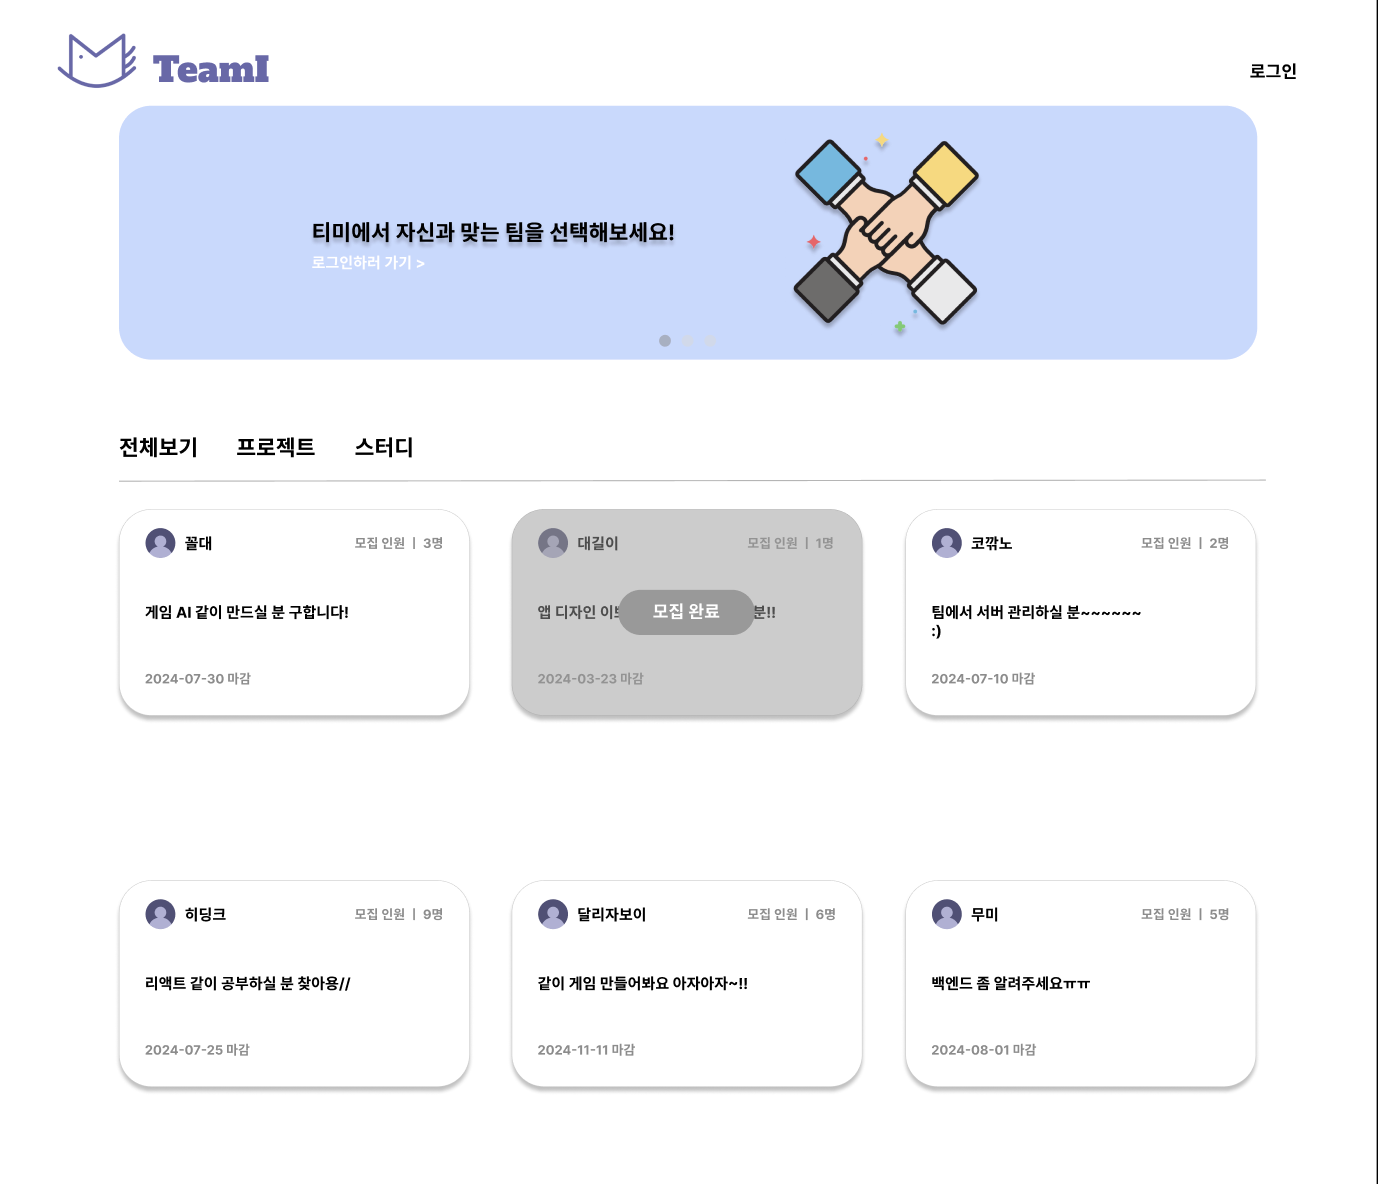 TeamI
로그인
티미에서 자신과 맞는 팀을 선택해보세요!
로그인하러 가기 >
전체보기 프로젝트 스터디
꼴대 모집 인원 | 3명
게임 AI 같이 만드실 분 구합니다!
2024-07-30 마감
대길이 모집 인원 | 1명
앱 디자인 모집 완료 분!!
2024-03-23 마감
코깎노 모집 인원 | 2명
팀에서 서버 관리하실 분~~~~~~
:)
2024-07-10 마감
히딩크 모집 인원 | 9명
리액트 같이 공부하실 분 찾아용//
2024-07-25 마감
달리자보이 모집 인원 | 6명
같이 게임 만들어봐요 아자아자~!!
2024-11-11 마감
무미 모집 인원 | 5명
백엔드 좀 알려주세요ㅠㅠ
2024-08-01 마감